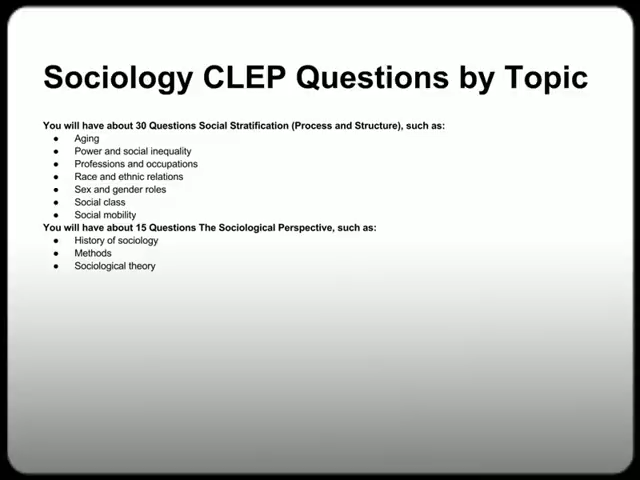 Sociology CLEP Questions by Topic
You will have about 30 Questions Social Stratification (Process and Structure), such as:
● Aging
● Power and social inequality
● Professions and occupations
● Race and ethnic relations
● Sex and gender roles
● Social class
● Social mobility
You will have about 15 Questions The Sociological Perspective, such as:
● History of sociology
● Methods
● Sociological theory